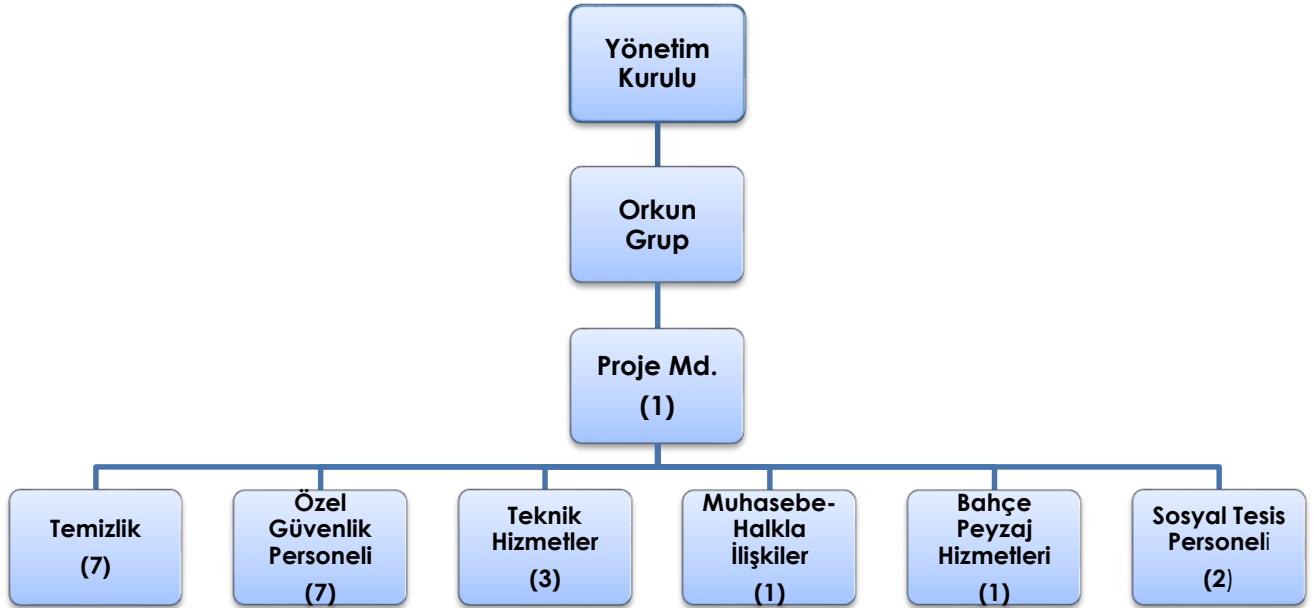 Yönetim
Kurulu
Orkun
Grup
Proje Md.
(1)
Temizlik
(7)
Özel
Güvenlik
Personeli
(7)
Teknik
Hizmetler
(3)
Muhasebe-
Halkla
İlişkiler
(1)
Bahçe
Peyzaj
Hizmetleri
(1)
Sosyal Tesis
Personeli
(2)